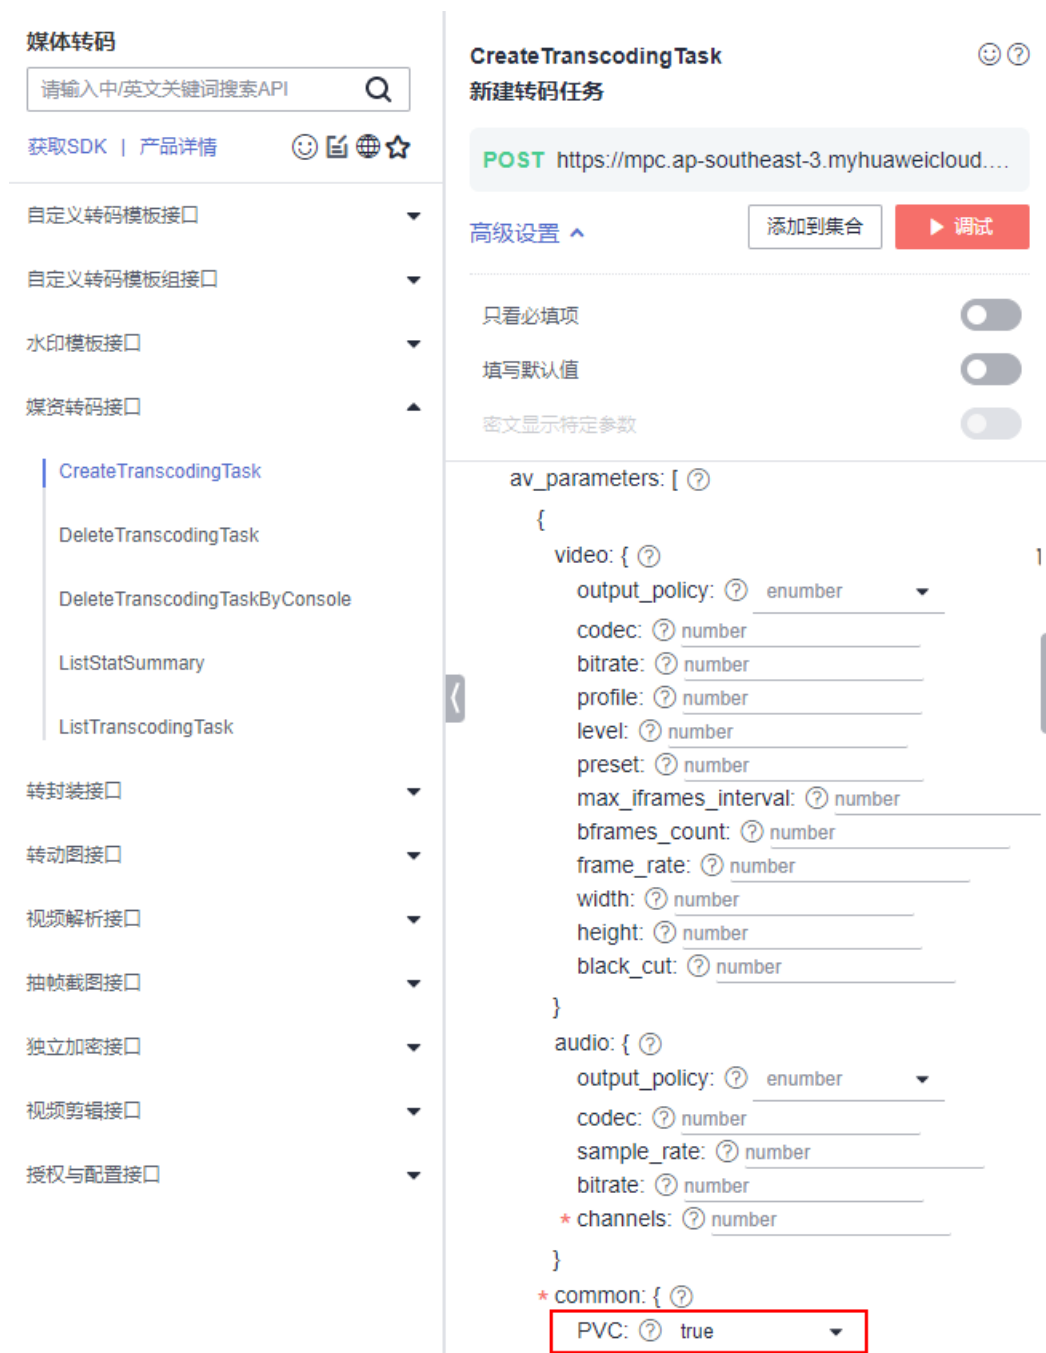 媒体转码
请输入中/英文关键词搜索API
获取SDK | 产品详情
自定义转码模板接口
自定义转码模板组接口
水印模板接口
媒资转码接口
CreateTranscodingTask
DeleteTranscodingTask
DeleteTranscodingTaskByConsole
ListStatSummary
ListTranscodingTask
转封装接口
转动图接口
视频解析接口
抽帧截图接口
独立加密接口
视频剪辑接口
授权与配置接口
CreateTranscodingTask
新建转码任务
POST https://mpc.ap-southeast-3.myhuaweicloud....
高级设置 添加到集合 调试
只看必填项
填写默认值
密文显示特定参数
av_parameters: [ ?
{
video: { ?
output_policy: ? enumber
codec: ? number
bitrate: ? number
profile: ? number
level: ? number
preset: ? number
max_iframes_interval: ? number
bframes_count: ? number
frame_rate: ? number
width: ? number
height: ? number
black_cut: ? number
}
audio: { ?
output_policy: ? enumber
codec: ? number
sample_rate: ? number
bitrate: ? number
* channels: ? number
}
* common: { ?
PVC: ? true